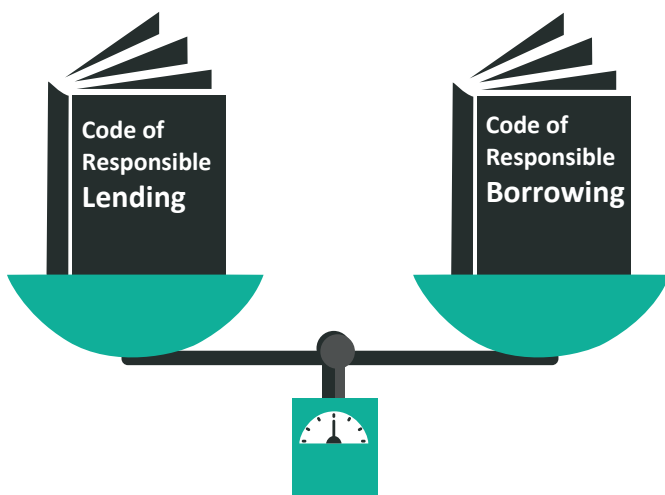 Code of
Responsible
Lending
Code of
Responsible
Borrowing